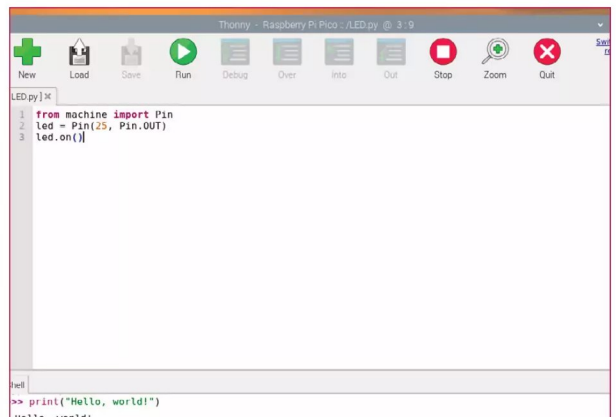 Thonny - Raspberry Pi Pico :: /LED.py @ 3 : 9
New Load Save Run Debug Over Into Out Stop Zoom Quit
LED.py ] ×
1 from machine import Pin
2 led = Pin(25, Pin.OUT)
3 led.on()
>> print("Hello, world!")
Hello, world!